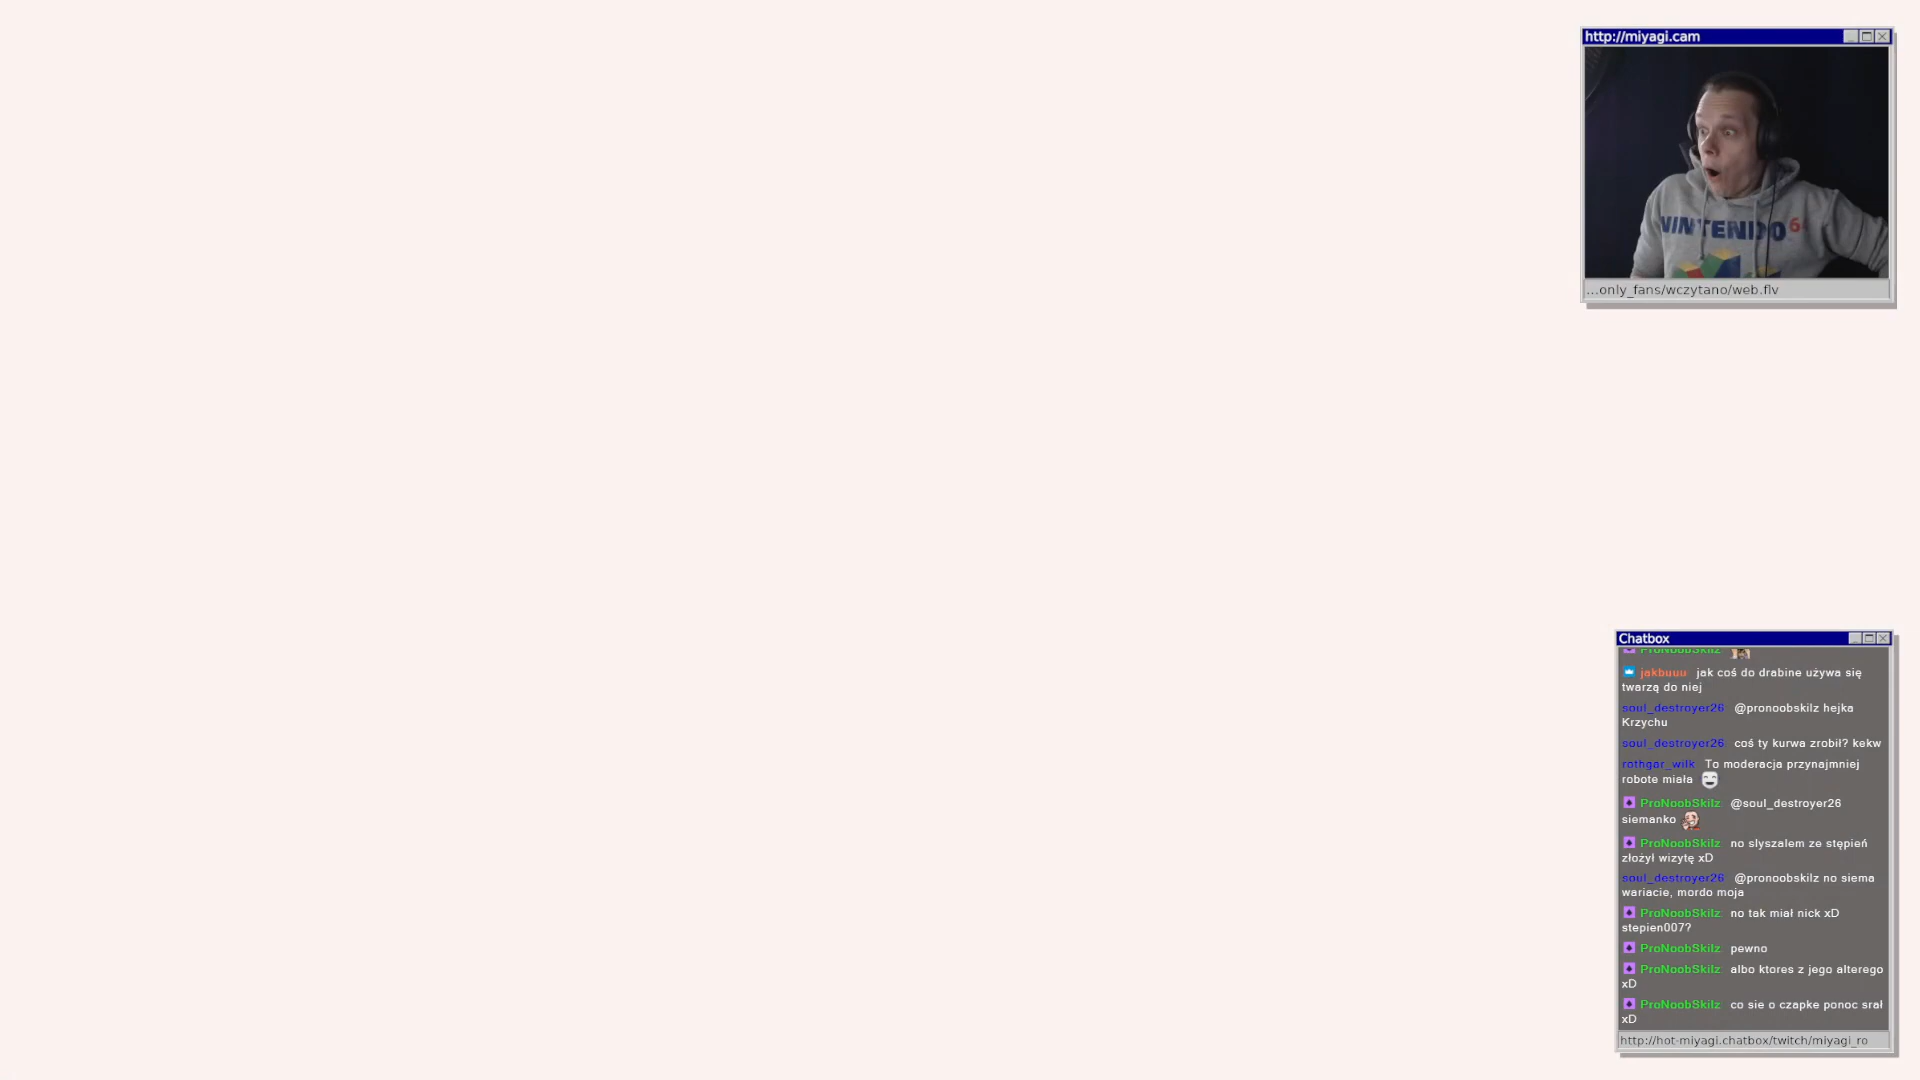 http://miyagi.cam
NINTENDO 6
...only_fans/wczytano/web.flv
Chatbox
ProNoobSkilz
jakbuuu jak coś do drabine używa się
twarzą do niej
soul_destroyer26 @pronoobskilz hejka
Krzychu
soul_destroyer26 coś ty kurwa zrobił? kekw
rothgar_wilk To moderacja przynajmniej
robote miała
ProNoobSkilz @soul_destroyer26
siemanko
ProNoobSkilz no slyszalem ze stępień
złożył wizytę xD
soul_destroyer26 @pronoobskilz no siema
wariacie, mordo moja
ProNoobSkilz no tak miał nick xD
stepien007?
ProNoobSkilz pewno
ProNoobSkilz albo ktores z jego alterego
xD
ProNoobSkilz co sie o czapke ponoc srał
xD
http://hot-miyagi.chatbox/twitch/miyagi_ro